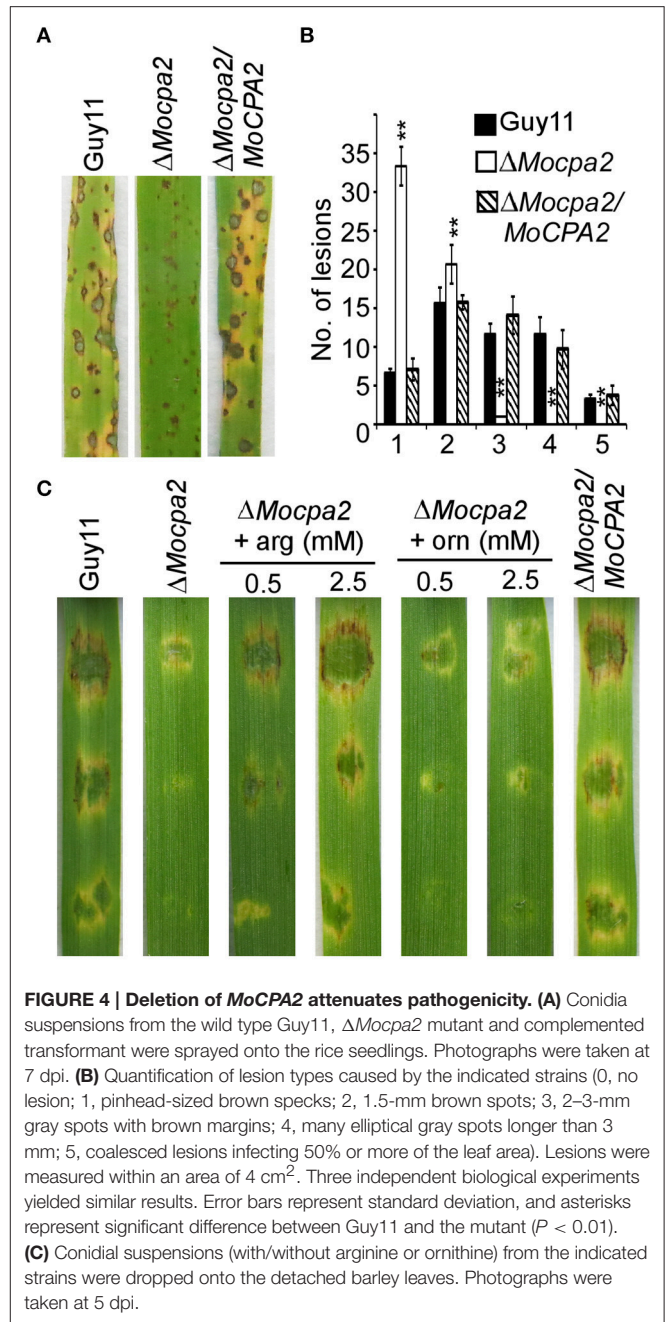 A
Guy11
ΔMocpa2
ΔMocpa2/
MoCPA2
B
No. of lesions
35
30
25
20
15
10
5
0
**
**
**
**
**
Guy11
ΔMocpa2
ΔMocpa2/
MoCPA2
1 2 3 4 5
C
Guy11
ΔMocpa2
ΔMocpa2
+ arg (mM)
0.5 2.5
ΔMocpa2
+ orn (mM)
0.5 2.5
ΔMocpa2/
MoCPA2
FIGURE 4 | Deletion of MoCPA2 attenuates pathogenicity. (A) Conidia
suspensions from the wild type Guy11, ΔMocpa2 mutant and complemented
transformant were sprayed onto the rice seedlings. Photographs were taken at
7 dpi. (B) Quantification of lesion types caused by the indicated strains (0, no
lesion; 1, pinhead-sized brown specks; 2, 1.5-mm brown spots; 3, 2–3-mm
gray spots with brown margins; 4, many elliptical gray spots longer than 3
mm; 5, coalesced lesions infecting 50% or more of the leaf area). Lesions were
measured within an area of 4 cm². Three independent biological experiments
yielded similar results. Error bars represent standard deviation, and asterisks
represent significant difference between Guy11 and the mutant (P < 0.01).
(C) Conidial suspensions (with/without arginine or ornithine) from the indicated
strains were dropped onto the detached barley leaves. Photographs were
taken at 5 dpi.